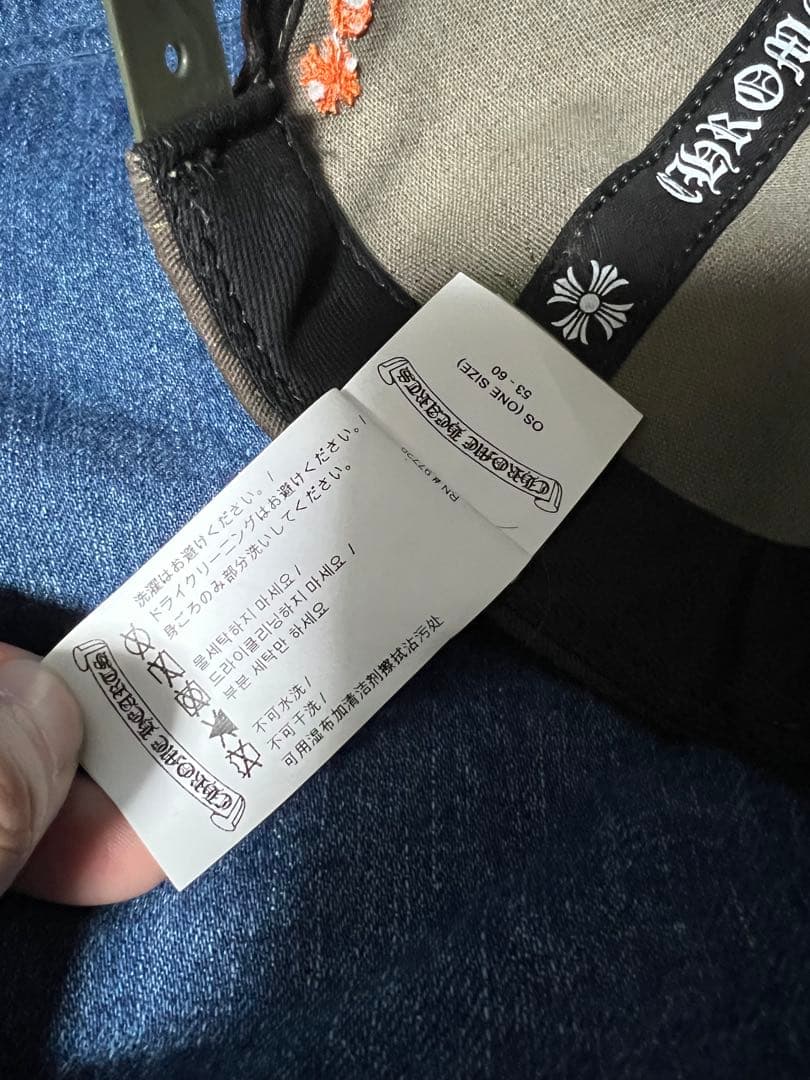 CHROME
OS (ONE SIZE)
53 - 60
CHROME HEARTS
洗濯はお避けください。/
ドライクリーニングはお避けください。/
身ころのみ部分洗いしてください。
물세탁하지 마세요 /
드라이클리닝하지 마세요 /
부분 세탁만 하세요
不可水洗 /
不可干洗 /
可用湿布加清洁剂擦拭沾污处
CHROME HEARTS